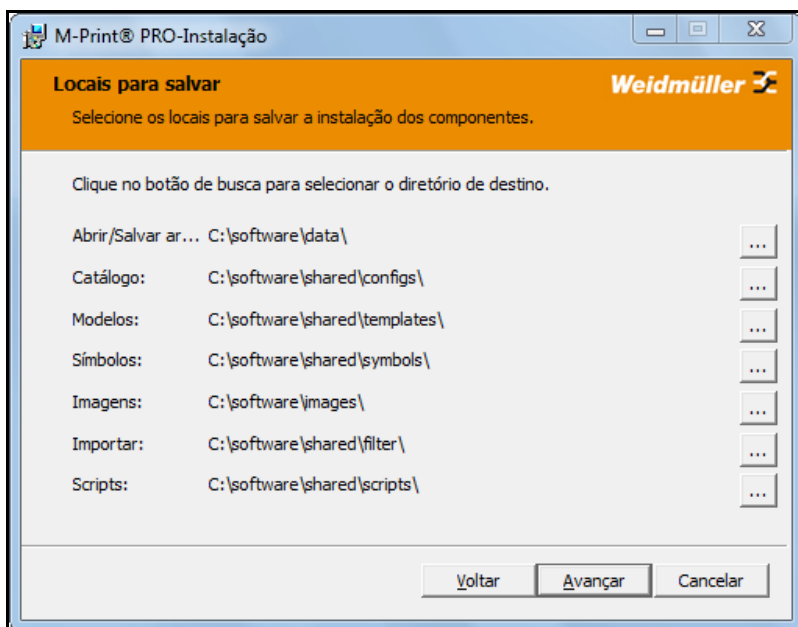 M-Print® PRO-Instalação
Locais para salvar
Weidmüller
Selecione os locais para salvar a instalação dos componentes.
Clique no botão de busca para selecionar o diretório de destino.
Abrir/Salvar ar... C:\software\data\ ...
Catálogo: C:\software\shared\configs\ ...
Modelos: C:\software\shared\templates\ ...
Símbolos: C:\software\shared\symbols\ ...
Imagens: C:\software\images\ ...
Importar: C:\software\shared\filter\ ...
Scripts: C:\software\shared\scripts\ ...
Voltar Avançar Cancelar